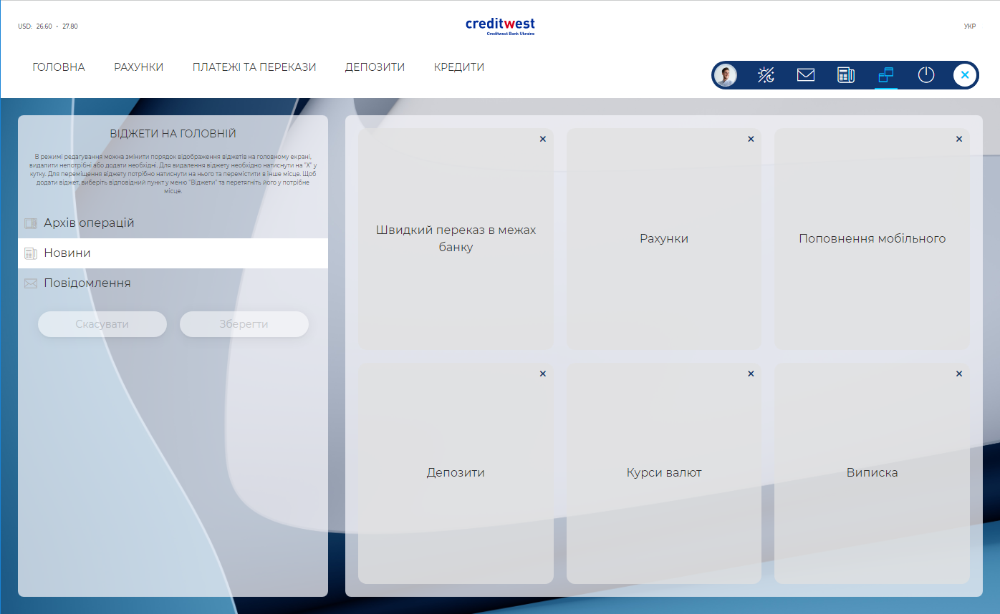 USD: 26.60 • 27.80
creditwest
Creditwest Bank Ukraine
УКР
ГОЛОВНА
РАХУНКИ
ПЛАТЕЖІ ТА ПЕРЕКАЗИ
ДЕПОЗИТИ
КРЕДИТИ
ВІДЖЕТИ НА ГОЛОВНІЙ
В режимі редагування можна змінити порядок відображення віджетів на головному екрані,
видалити непотрібні або додати необхідні. Для видалення віджету необхідно натиснути на "X" у
кутку. Для переміщення віджету потрібно натиснути на нього та перемістити в інше місце. Щоб
додати віджет, виберіть відповідний пункт у меню "Віджети" та перетягніть його у потрібне
місце.
Архів операцій
Новини
Повідомлення
Скасувати
Зберегти
Швидкий переказ в межах
банку
Рахунки
Поповнення мобільного
Депозити
Курси валют
Виписка